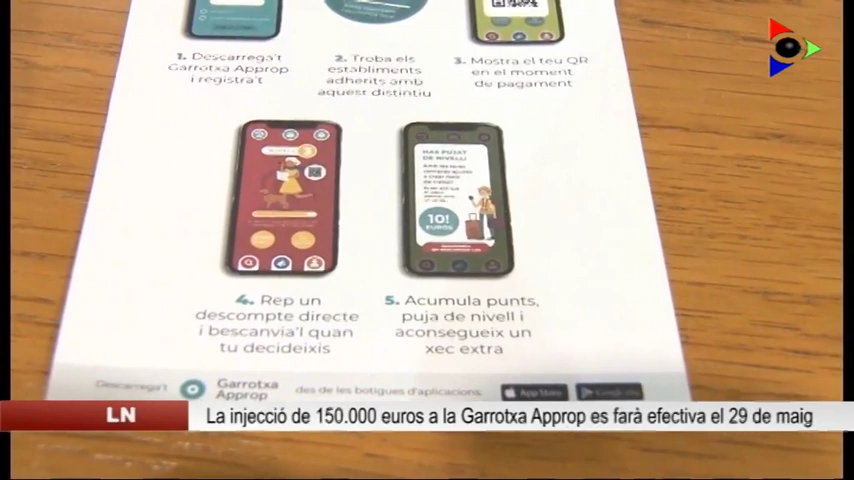 1. Descarrega't
Garrotxa Approp
i registra't
2. Troba els
establiments
adherits amb
aquest distintiu
3. Mostra el teu QR
en el moment
de pagament
HAS PUJAT
DE NIVELL!
10!
EUROS
4. Rep un
descompte directe
i bescanvia'l quan
tu decideixis
5. Acumula punts,
puja de nivell i
aconsegueix un
xec extra
Descarrega't
Garrotxa
Approp
des de les botigues d'aplicacions:
App Store
LN
La injecció de 150.000 euros a la Garrotxa Approp es farà efectiva el 29 de maig